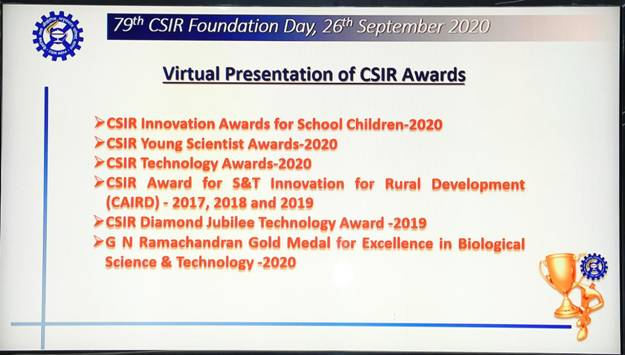 79th CSIR Foundation Day, 26th September 2020
Virtual Presentation of CSIR Awards
➤CSIR Innovation Awards for School Children-2020
➤CSIR Young Scientist Awards-2020
➤CSIR Technology Awards-2020
➤CSIR Award for S&T Innovation for Rural Development
(CAIRD) - 2017, 2018 and 2019
➤CSIR Diamond Jubilee Technology Award -2019
➤G N Ramachandran Gold Medal for Excellence in Biological
Science & Technology -2020